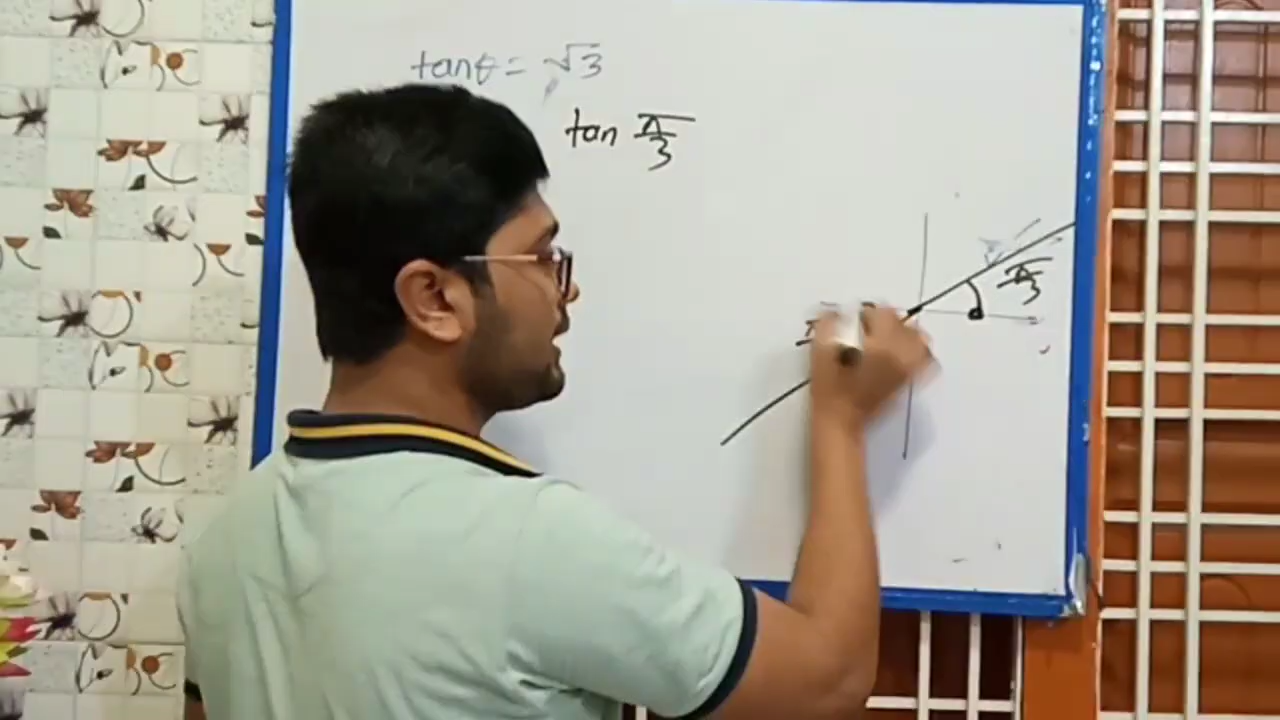 tanθ = √3
tan π/3
π/3